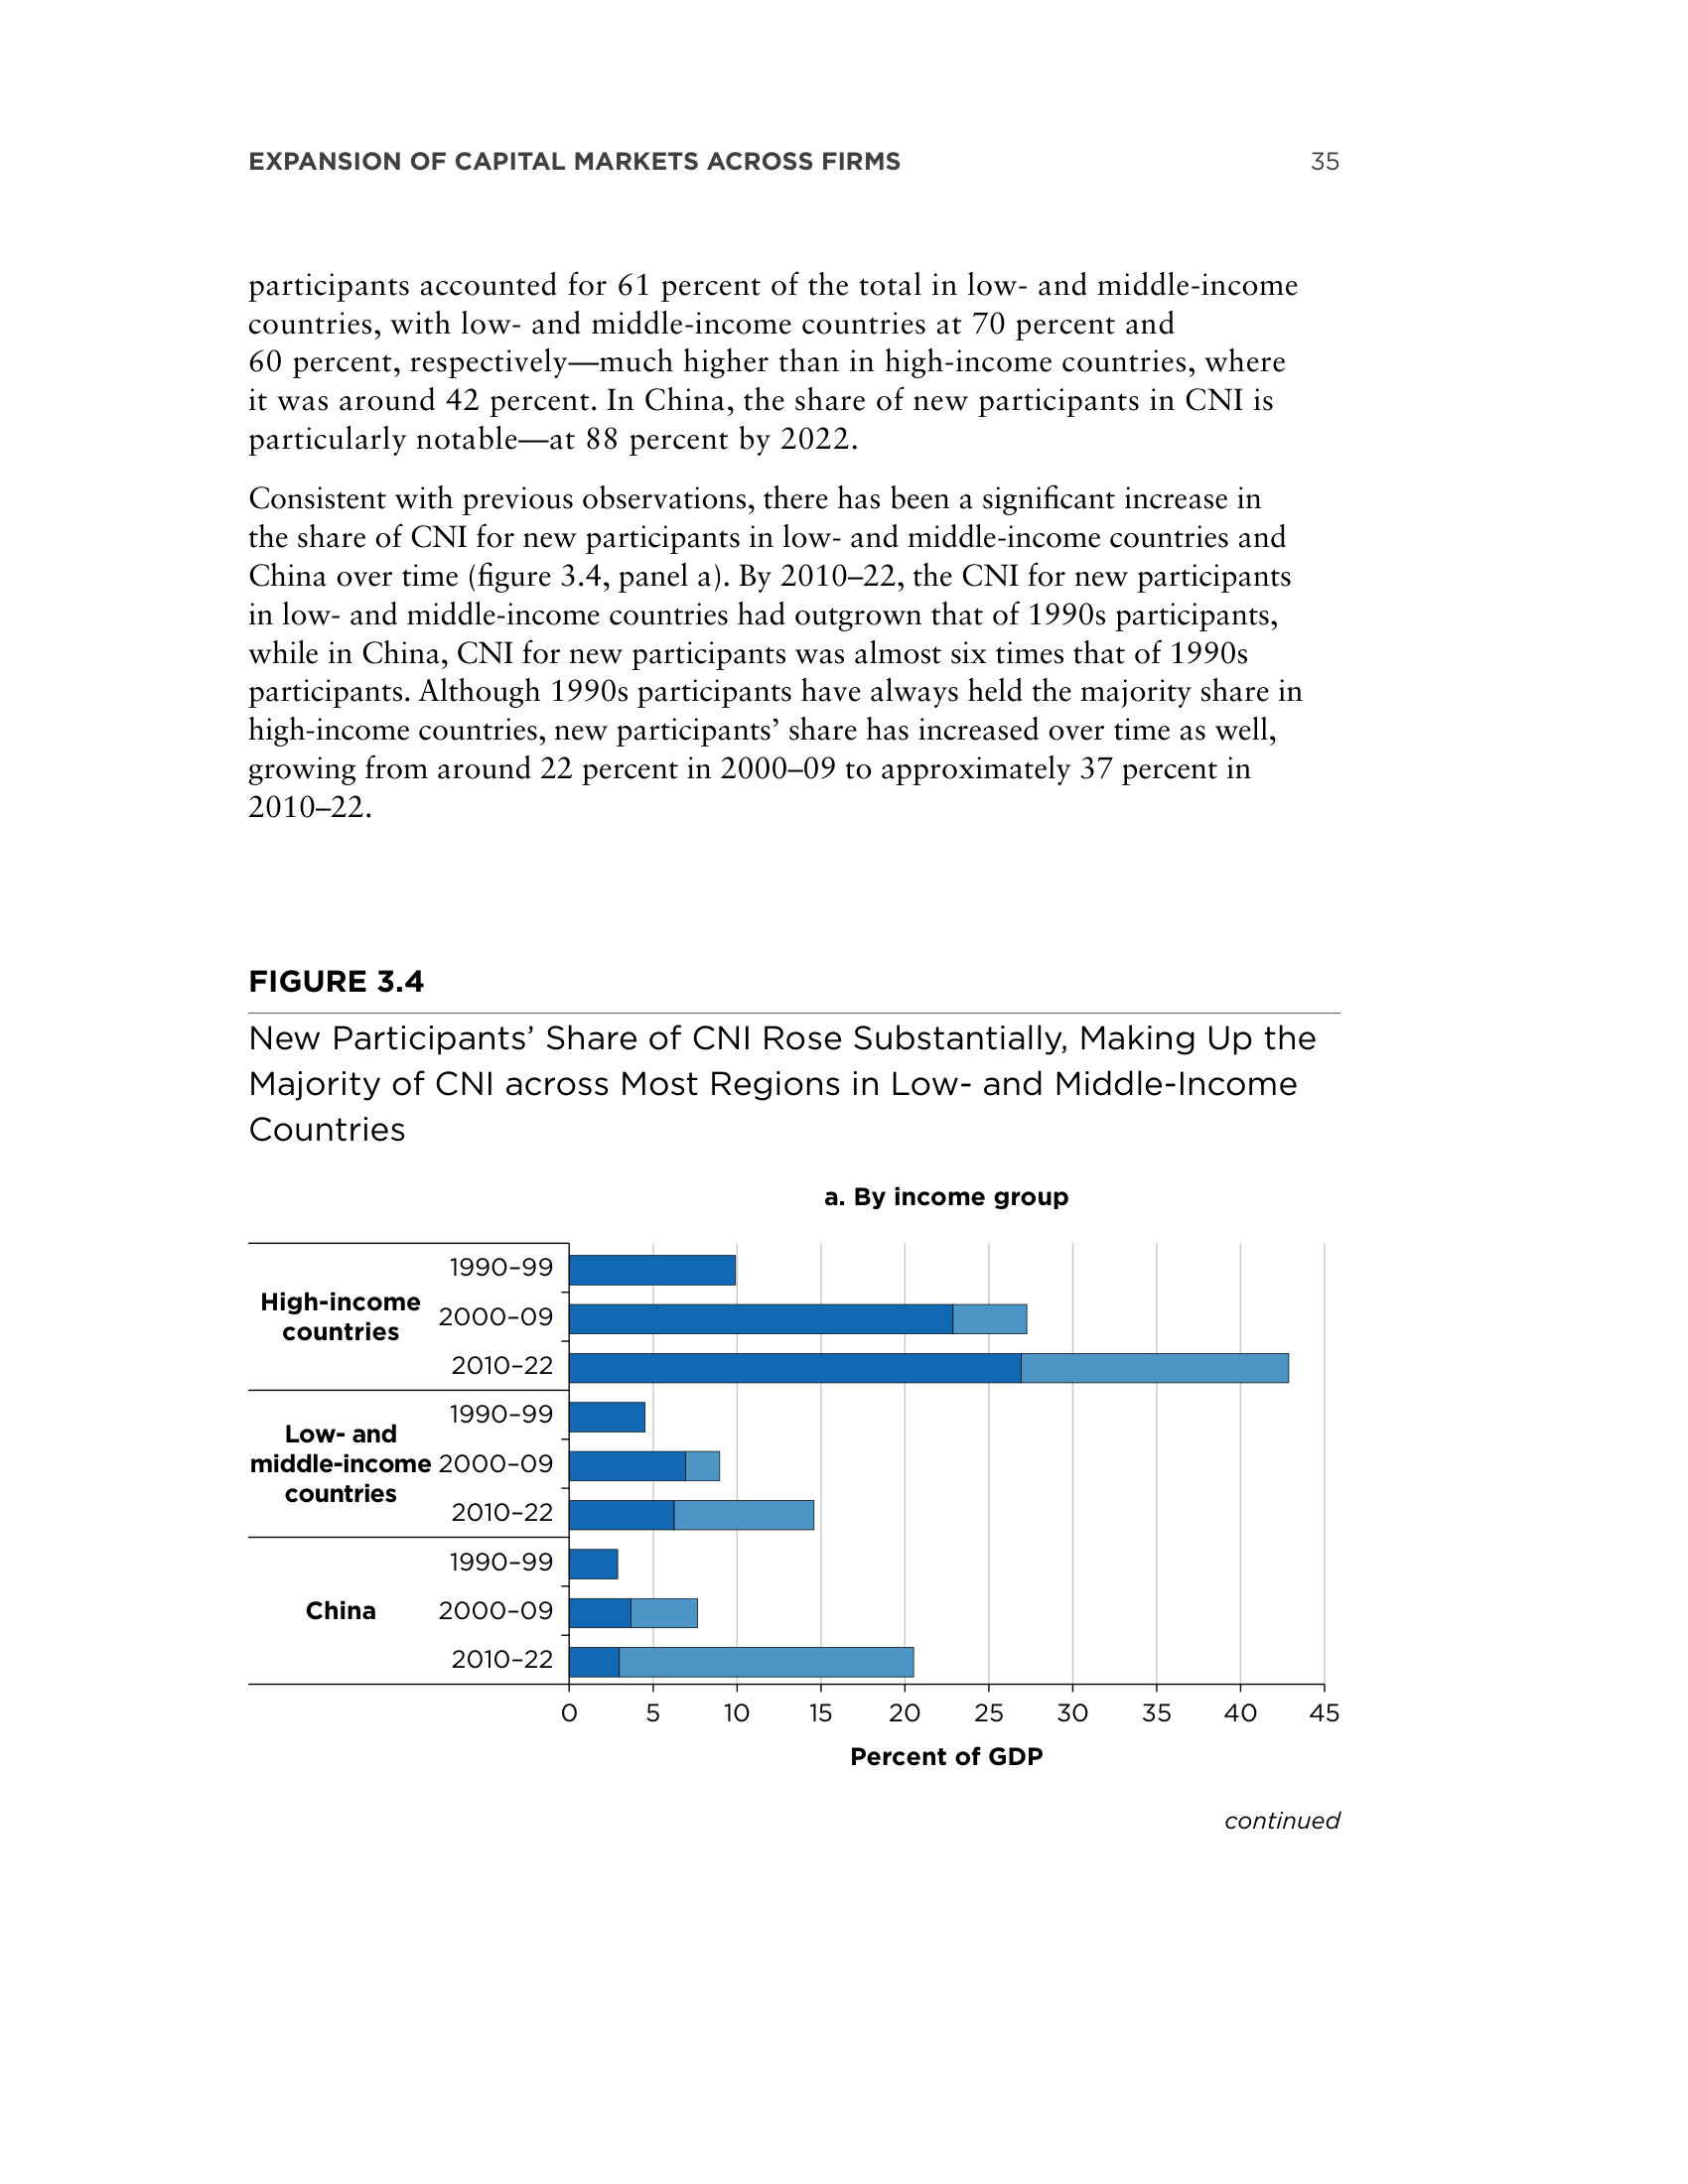 EXPANSION OF CAPITAL MARKETS ACROSS FIRMS 35
participants accounted for 61 percent of the total in low- and middle-income
countries, with low- and middle-income countries at 70 percent and
60 percent, respectively—much higher than in high-income countries, where
it was around 42 percent. In China, the share of new participants in CNI is
particularly notable—at 88 percent by 2022.
Consistent with previous observations, there has been a significant increase in
the share of CNI for new participants in low- and middle-income countries and
China over time (figure 3.4, panel a). By 2010–22, the CNI for new participants
in low- and middle-income countries had outgrown that of 1990s participants,
while in China, CNI for new participants was almost six times that of 1990s
participants. Although 1990s participants have always held the majority share in
high-income countries, new participants’ share has increased over time as well,
growing from around 22 percent in 2000–09 to approximately 37 percent in
2010–22.
FIGURE 3.4
New Participants’ Share of CNI Rose Substantially, Making Up the
Majority of CNI across Most Regions in Low- and Middle-Income
Countries
a. By income group
High-income
countries
1990–99
2000–09
2010–22
Low- and
middle-income
countries
1990–99
2000–09
2010–22
China
1990–99
2000–09
2010–22
0 5 10 15 20 25 30 35 40 45
Percent of GDP
continued